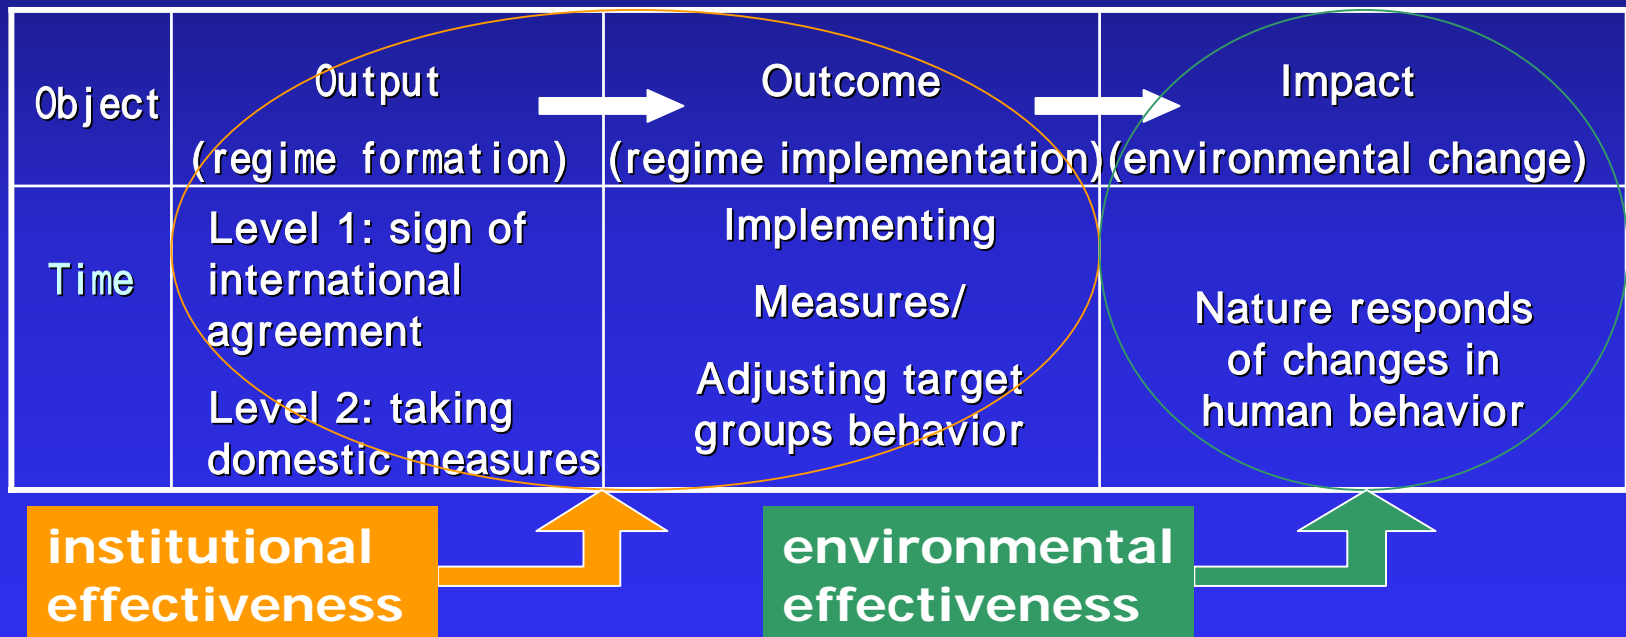 Object
Output
(regime formation)
Outcome
(regime implementation)
Impact
(environmental change)
Time
Level 1: sign of
international
agreement
Level 2: taking
domestic measures
Implementing
Measures/
Adjusting target
groups behavior
Nature responds
of changes in
human behavior
institutional
effectiveness
environmental
effectiveness